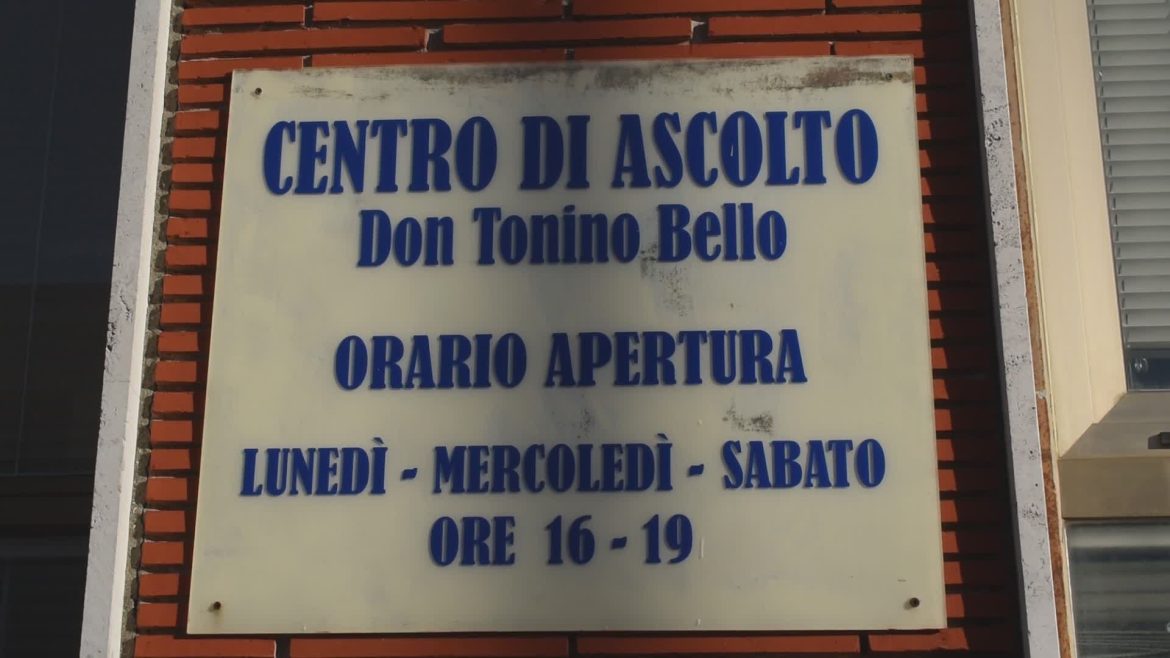 CENTRO DI ASCOLTO
Don Tonino Bello
ORARIO APERTURA
LUNEDÌ - MERCOLEDÌ - SABATO
ORE 16 - 19